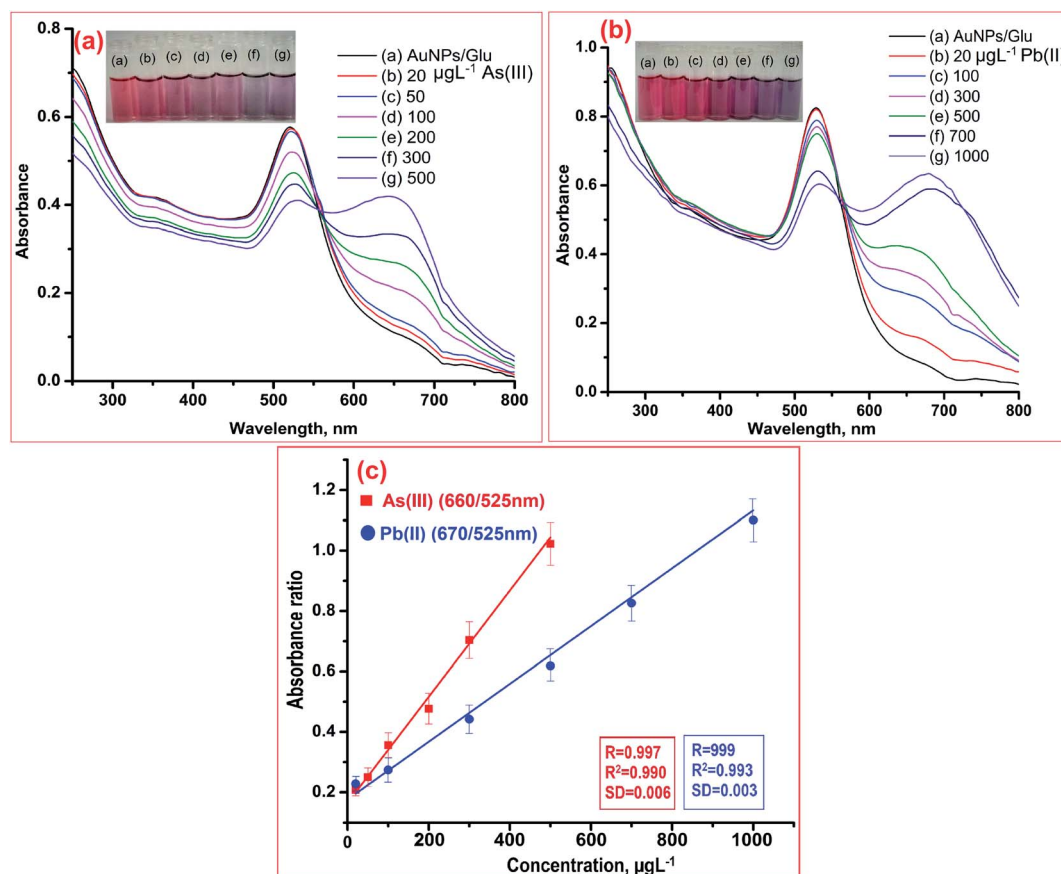 (a)
(a) (b) (c) (d) (e) (f) (g)
(a) AuNPs/Glu
(b) 20 µgL⁻¹ As(III)
(c) 50
(d) 100
(e) 200
(f) 300
(g) 500
Absorbance
0.8
0.6
0.4
0.2
0.0
300 400 500 600 700 800
Wavelength, nm
(b)
(a) (b) (c) (d) (e) (f) (g)
(a) AuNPs/Glu
(b) 20 µgL⁻¹ Pb(II
(c) 100
(d) 300
(e) 500
(f) 700
(g) 1000
Absorbance
1.0
0.8
0.6
0.4
0.2
0.0
300 400 500 600 700 800
Wavelength, nm
(c)
As(III) (660/525nm)
Pb(II) (670/525nm)
Absorbance ratio
1.2
1.0
0.8
0.6
0.4
0.2
R=0.997
R²=0.990
SD=0.006
R=999
R²=0.993
SD=0.003
0 200 400 600 800 1000
Concentration, µgL⁻¹